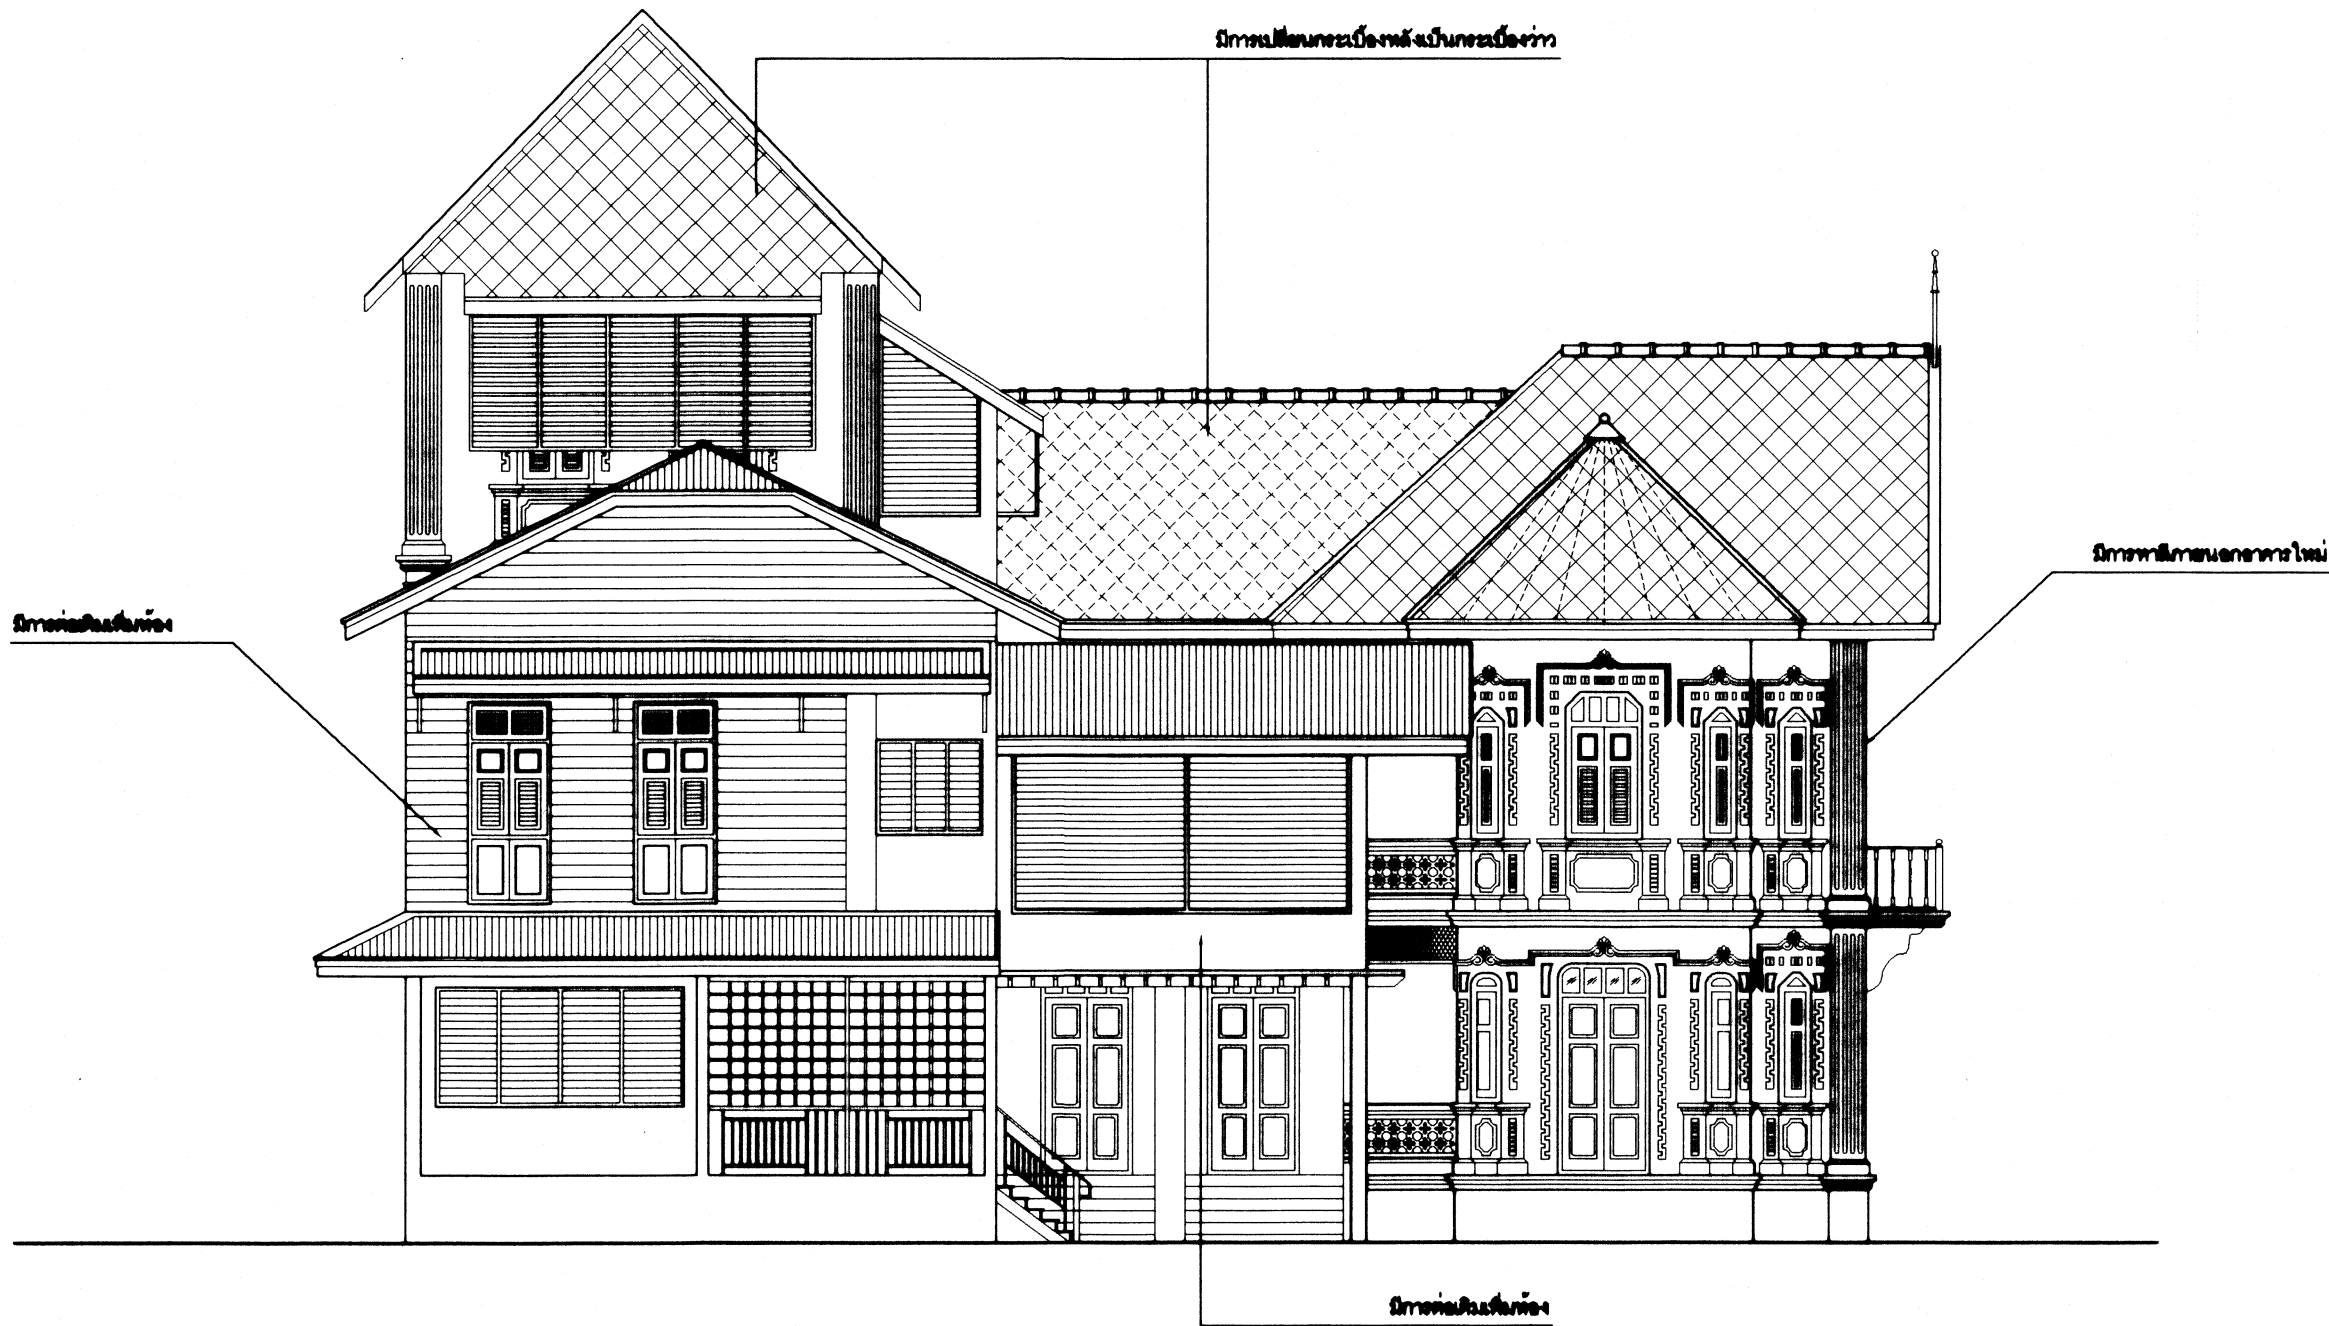 มีการเปลี่ยนกระเบื้องหลังเป็นกระเบื้องว่าว
มีการทาสีภายนอกอาคารใหม่
มีการต่อเติมเพิ่มห้อง
มีการต่อเติมเพิ่มห้อง